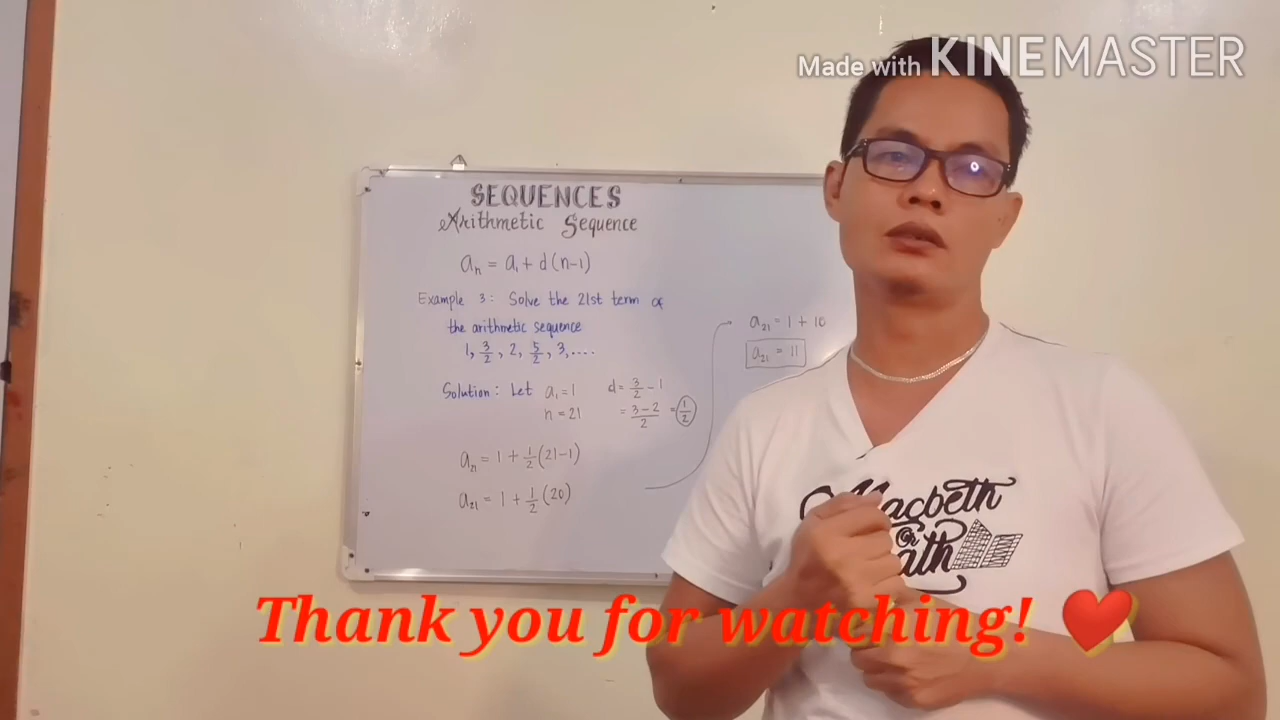 Made with KINEMASTER
SEQUENCES
Arithmetic Sequence
aₙ = a₁ + d(n-1)
Example 3: Solve the 21st term of
the arithmetic sequence
1, 3/2, 2, 5/2, 3, ....
Solution: Let a₁ = 1 d = 3/2 - 1
n = 21 = 3-2/2 = 1/2
a₂₁ = 1 + 1/2 (21-1)
a₂₁ = 1 + 1/2 (20)
a₂₁ = 1 + 10
a₂₁ = 11
Macbeth
Or
Thank you for watching! ❤️